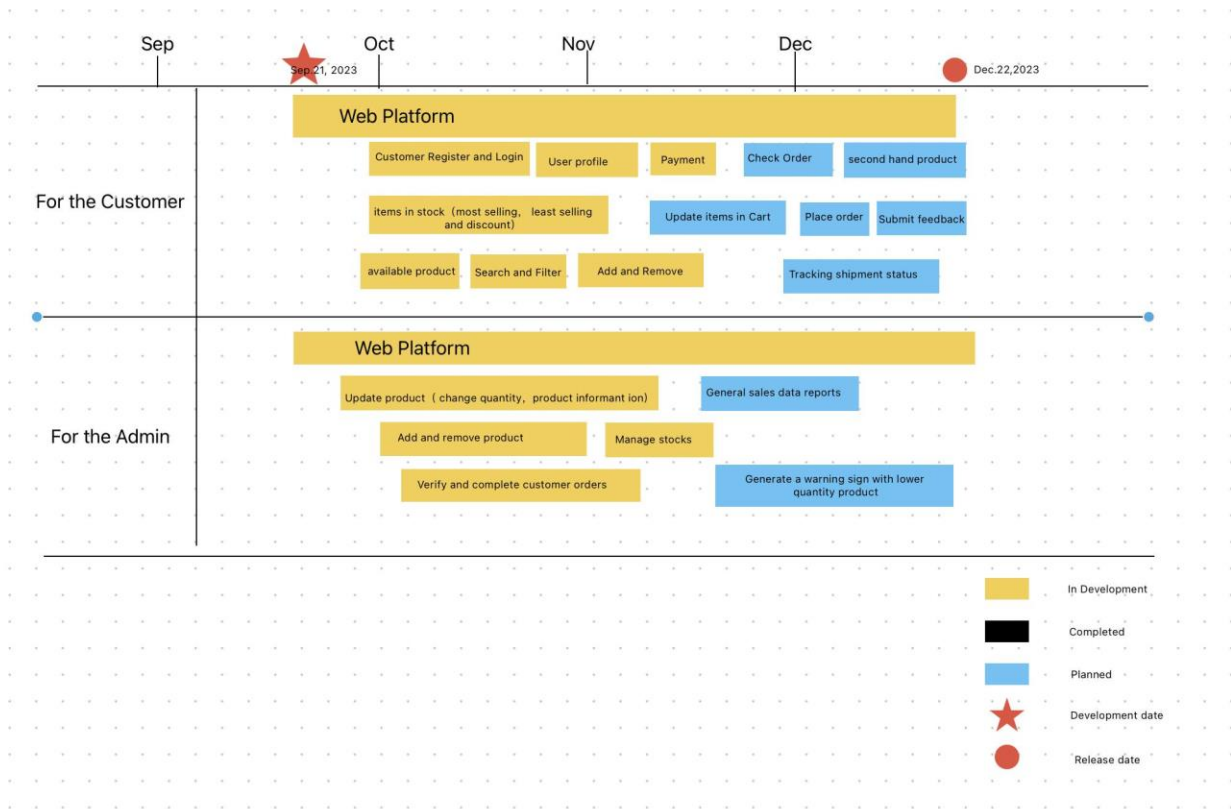 Sep
Oct
Nov
Dec
Sep.21, 2023
Dec.22,2023
Web Platform
Customer Register and Login
User profile
Payment
Check Order
second hand product
For the Customer
items in stock（most selling， least selling
and discount)
Update items in Cart
Place order
Submit feedback
available product
Search and Filter
Add and Remove
Tracking shipment status
Web Platform
Update product（ change quantity，product informant ion)
General sales data reports
For the Admin
Add and remove product
Manage stocks
Verify and complete customer orders
Generate a warning sign with lower
quantity product
In Development
Completed
Planned
Development date
Release date